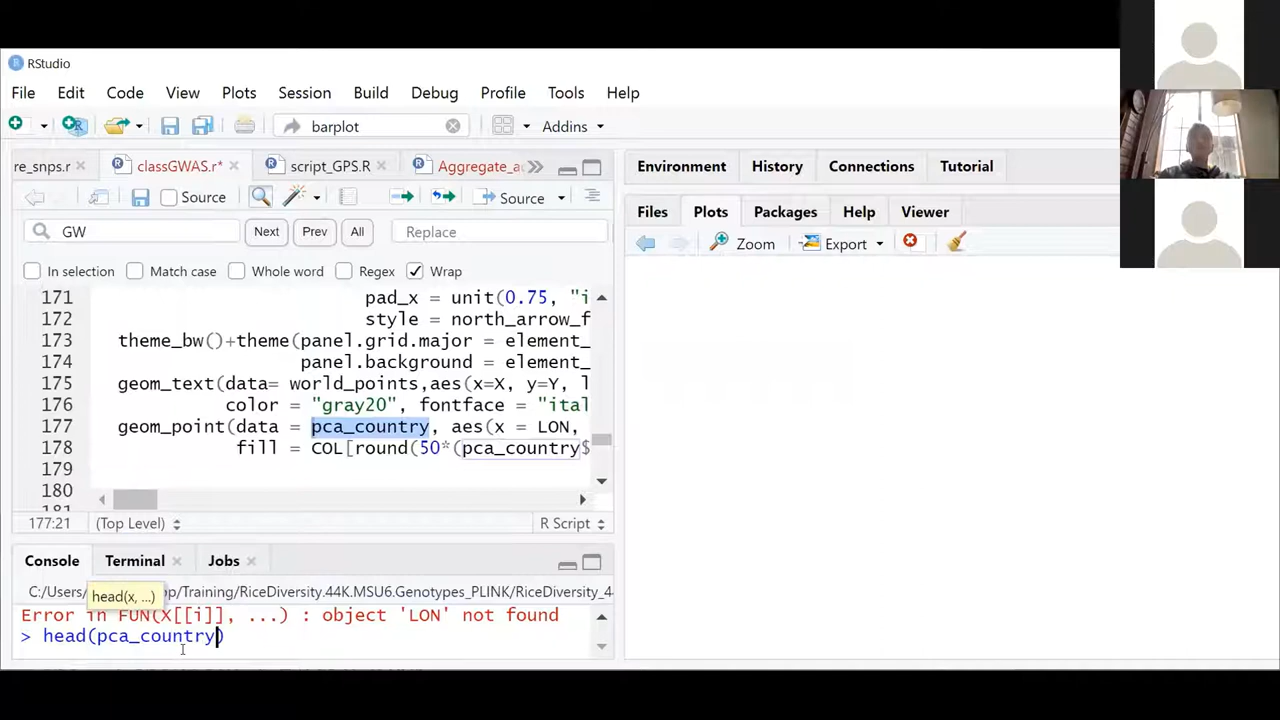 RStudio
File Edit Code View Plots Session Build Debug Profile Tools Help
barplot Addins
re_snps.r classGWAS.r* script_GPS.R Aggregate_a
Source Source
GW Next Prev All Replace
In selection Match case Whole word Regex Wrap
171 pad_x = unit(0.75, "i
172 style = north_arrow_f
173 theme_bw()+theme(panel.grid.major = element_
174 panel.background = element_
175 geom_text(data= world_points,aes(x=X, y=Y, l
176 color = "gray20", fontface = "ital
177 geom_point(data = pca_country, aes(x = LON,
178 fill = COL[round(50*(pca_country$
179
180
181
177:21 (Top Level) R Script
Console Terminal Jobs
C:/Users/ op/Training/RiceDiversity.44K.MSU6.Genotypes_PLINK/RiceDiversity_4
head(x, ...)
Error in FUN(X[[i]], ...) : object 'LON' not found
> head(pca_country)
Environment History Connections Tutorial
Files Plots Packages Help Viewer
Zoom Export